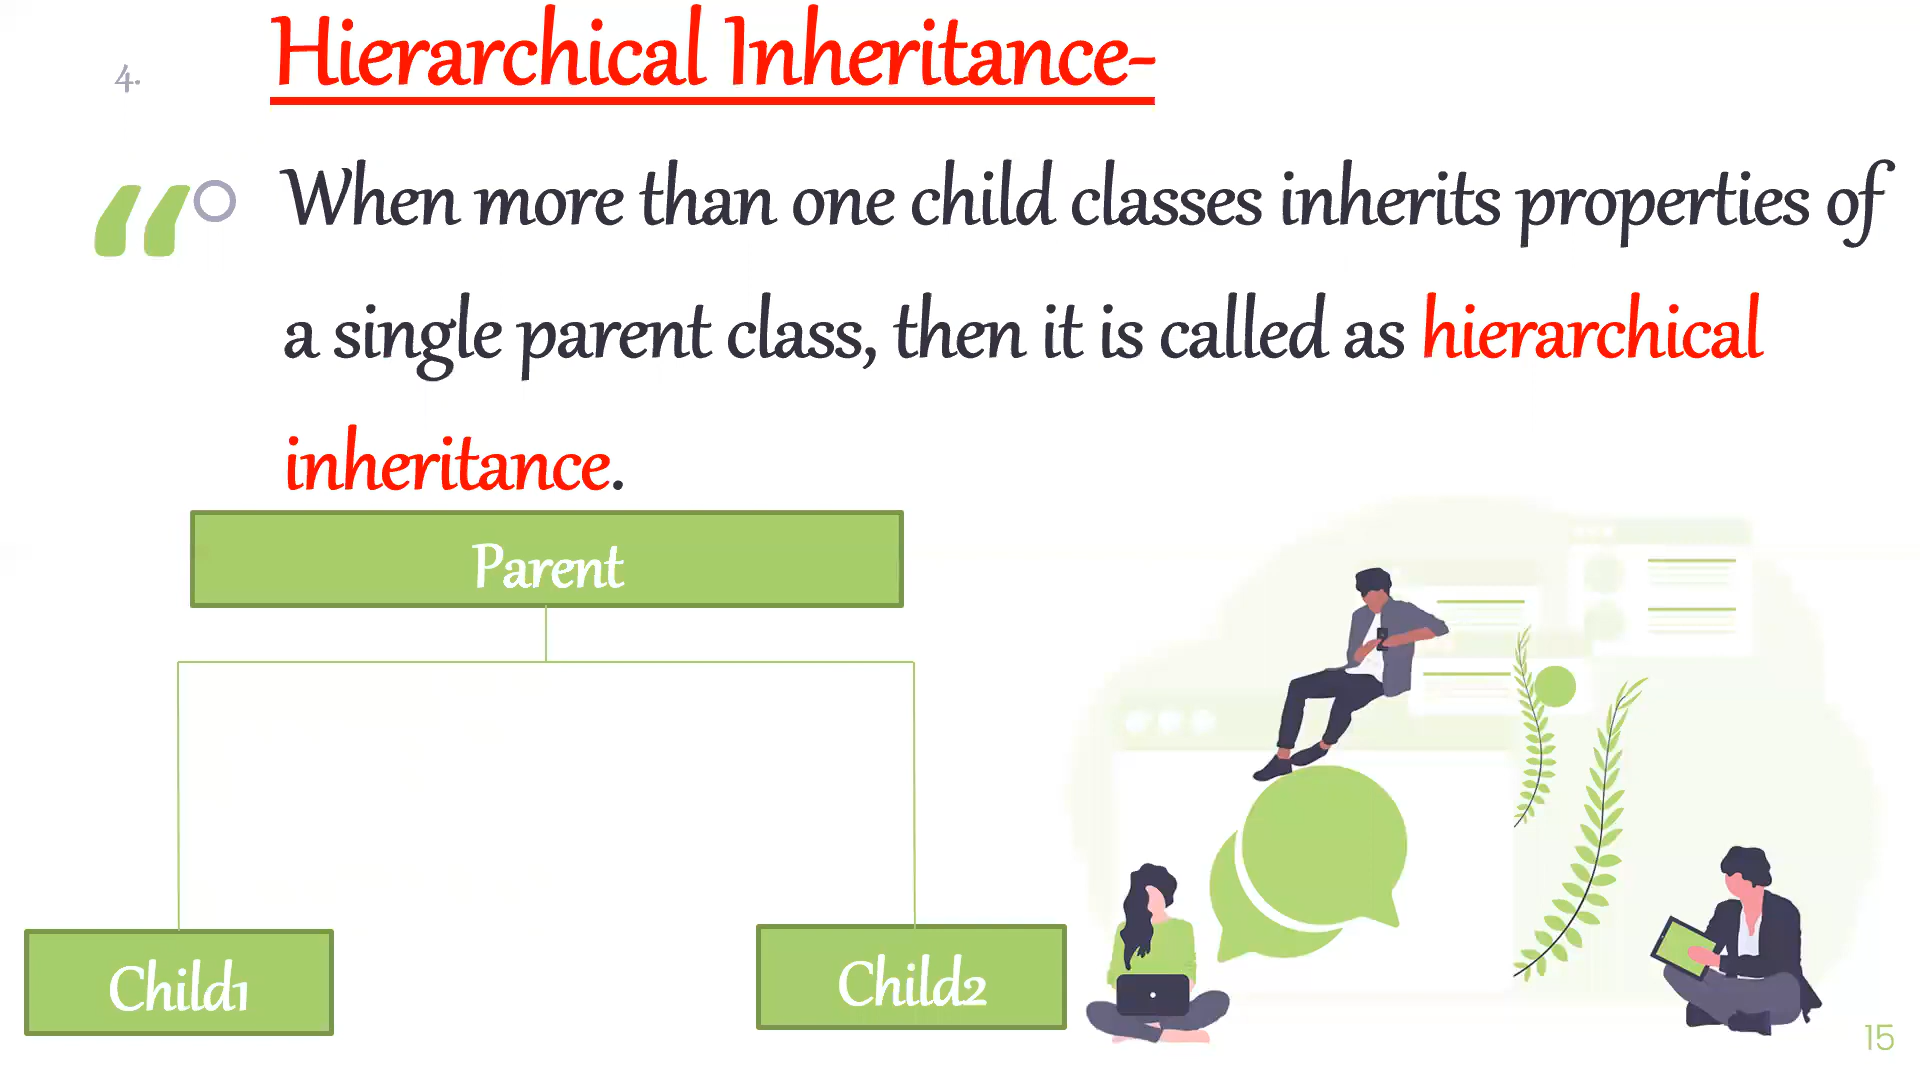 4. Hierarchical Inheritance-
“ When more than one child classes inherits properties of
a single parent class, then it is called as hierarchical
inheritance.
Parent
Child1
Child2
15